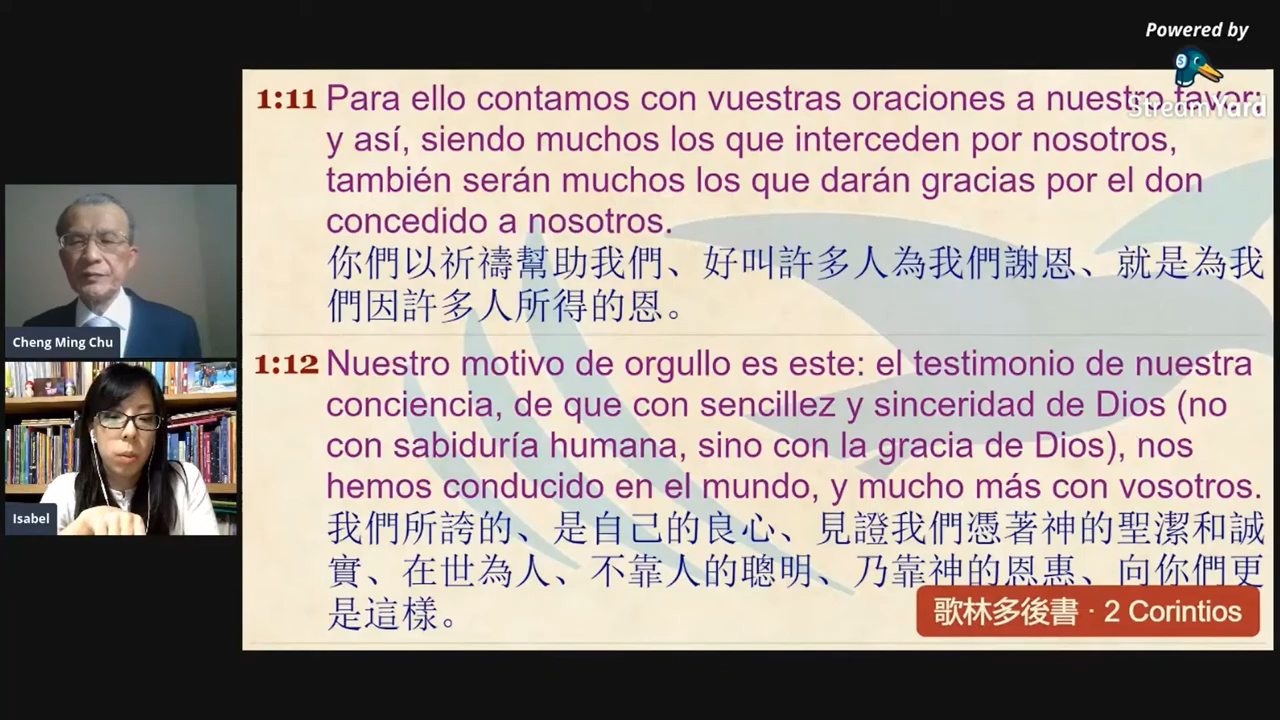 Powered by
StreamYard
1:11 Para ello contamos con vuestras oraciones a nuestro favor;
y así, siendo muchos los que interceden por nosotros,
también serán muchos los que darán gracias por el don
concedido a nosotros.
你們以祈禱幫助我們、好叫許多人為我們謝恩、就是為我
們因許多人所得的恩。
1:12 Nuestro motivo de orgullo es este: el testimonio de nuestra
conciencia, de que con sencillez y sinceridad de Dios (no
con sabiduría humana, sino con la gracia de Dios), nos
hemos conducido en el mundo, y mucho más con vosotros.
我們所誇的、是自己的良心、見證我們憑著神的聖潔和誠
實、在世為人、不靠人的聰明、乃靠神的恩惠、向你們更
是這樣。
歌林多後書 · 2 Corintios
Cheng Ming Chu
Isabel